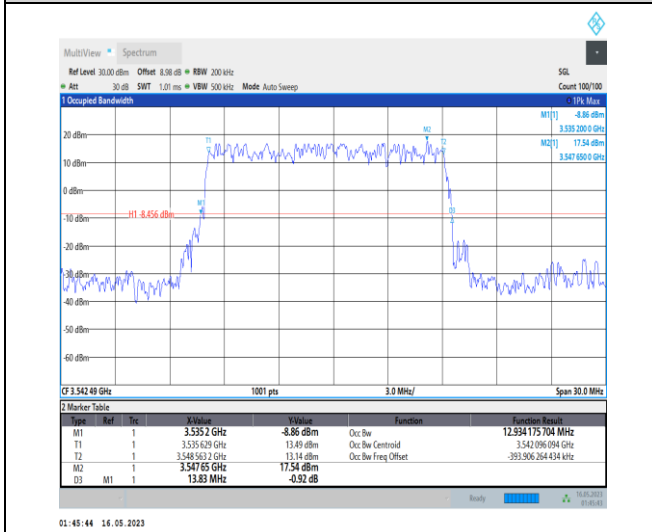 MultiView Spectrum
Ref Level 30.00 dBm Offset 8.98 dB RBW 200 kHz SGL
Att 30 dB SWT 1.01 ms VBW 500 kHz Mode Auto Sweep Count 100/100
1 Occupied Bandwidth 1Pk Max
M1[1] -8.86 dBm
3.535 200 0 GHz
M2[1] 17.54 dBm
3.547 650 0 GHz
20 dBm
T1 M2 T2
10 dBm
0 dBm
M1
-10 dBm H1 -8.456 dBm D3
-30 dBm
-40 dBm
-50 dBm
-60 dBm
CF 3.542 49 GHz 1001 pts 3.0 MHz/ Span 30.0 MHz
2 Marker Table
Type Ref Trc X-Value Y-Value Function Function Result
M1 1 3.535 2 GHz -8.86 dBm Occ Bw 12.934 175 704 MHz
T1 1 3.535 629 GHz 13.49 dBm Occ Bw Centroid 3.542 096 094 GHz
T2 1 3.548 563 2 GHz 13.14 dBm Occ Bw Freq Offset -393.906 264 434 kHz
M2 1 3.547 65 GHz 17.54 dBm
D3 M1 1 13.83 MHz -0.92 dB
Ready 16.05.2023
01:45:43
01:45:44 16.05.2023